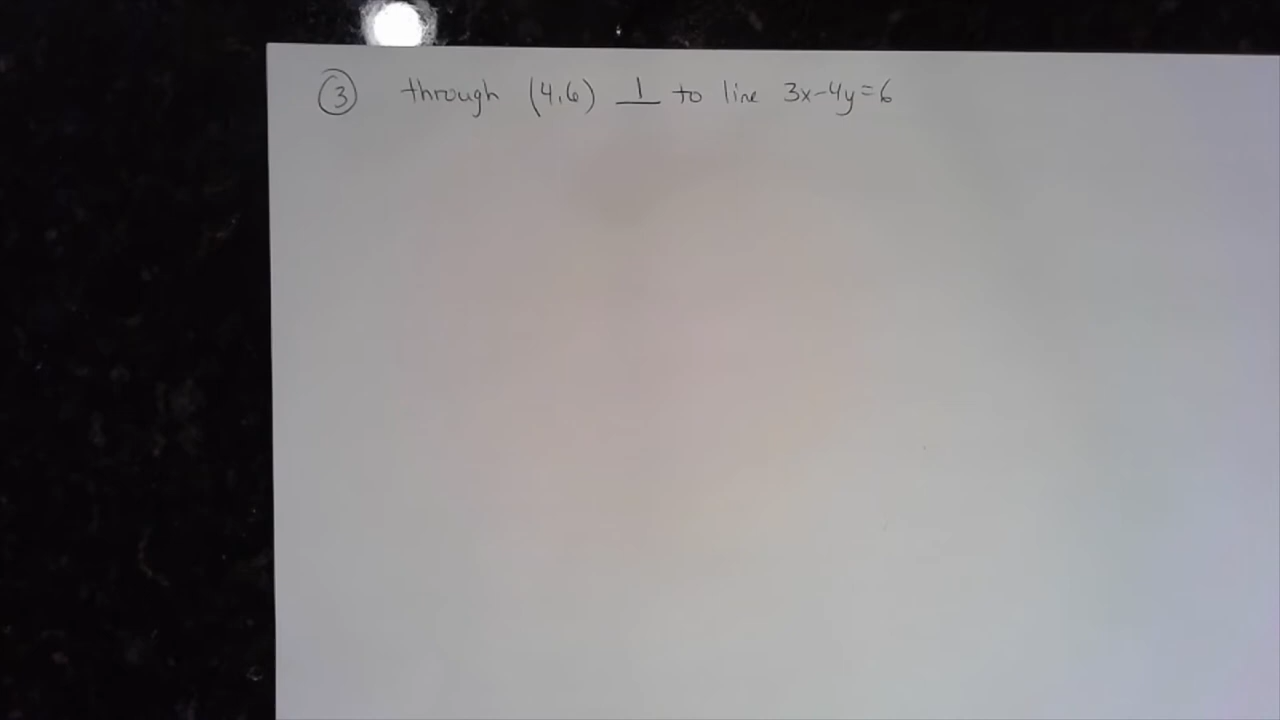 ③ through (4,6) ⊥ to line 3x-4y=6